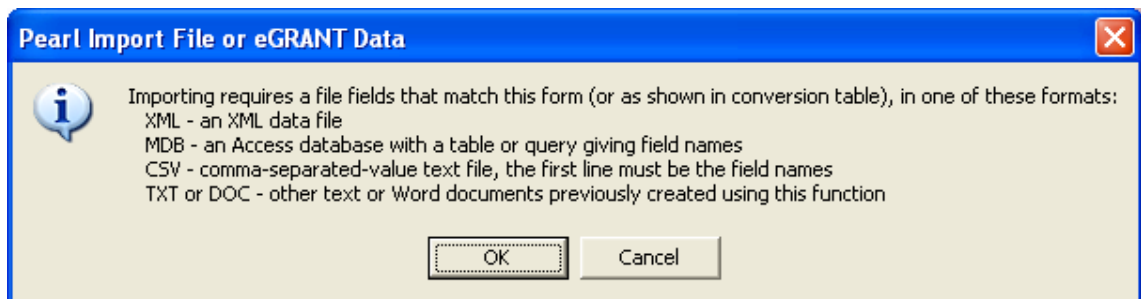 Pearl Import File or eGRANT Data
Importing requires a file fields that match this form (or as shown in conversion table), in one of these formats:
XML - an XML data file
MDB - an Access database with a table or query giving field names
CSV - comma-separated-value text file, the first line must be the field names
TXT or DOC - other text or Word documents previously created using this function
OK Cancel